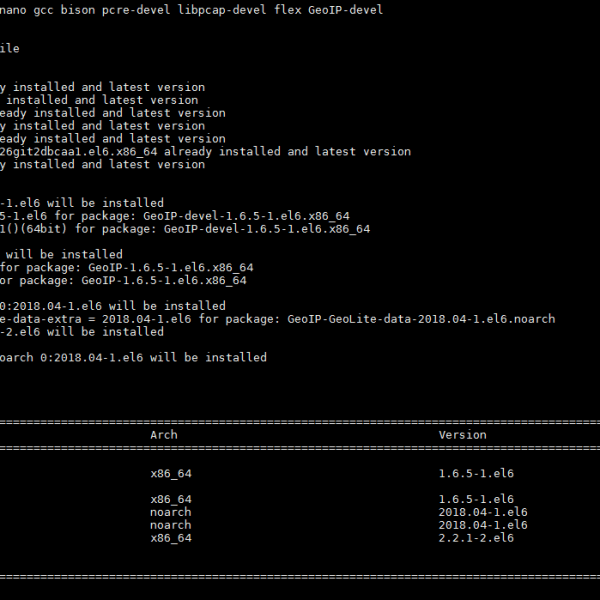 nano gcc bison pcre-devel libpcap-devel flex GeoIP-devel
ile
y installed and latest version
installed and latest version
eady installed and latest version
y installed and latest version
eady installed and latest version
26git2dbcaa1.el6.x86_64 already installed and latest version
y installed and latest version
-1.el6 will be installed
5-1.el6 for package: GeoIP-devel-1.6.5-1.el6.x86_64
1()(64bit) for package: GeoIP-devel-1.6.5-1.el6.x86_64
will be installed
for package: GeoIP-1.6.5-1.el6.x86_64
or package: GeoIP-1.6.5-1.el6.x86_64
0:2018.04-1.el6 will be installed
e-data-extra = 2018.04-1.el6 for package: GeoIP-GeoLite-data-2018.04-1.el6.noarch
-2.el6 will be installed
oarch 0:2018.04-1.el6 will be installed
Arch Version
x86_64 1.6.5-1.el6
x86_64 1.6.5-1.el6
noarch 2018.04-1.el6
noarch 2018.04-1.el6
x86_64 2.2.1-2.el6